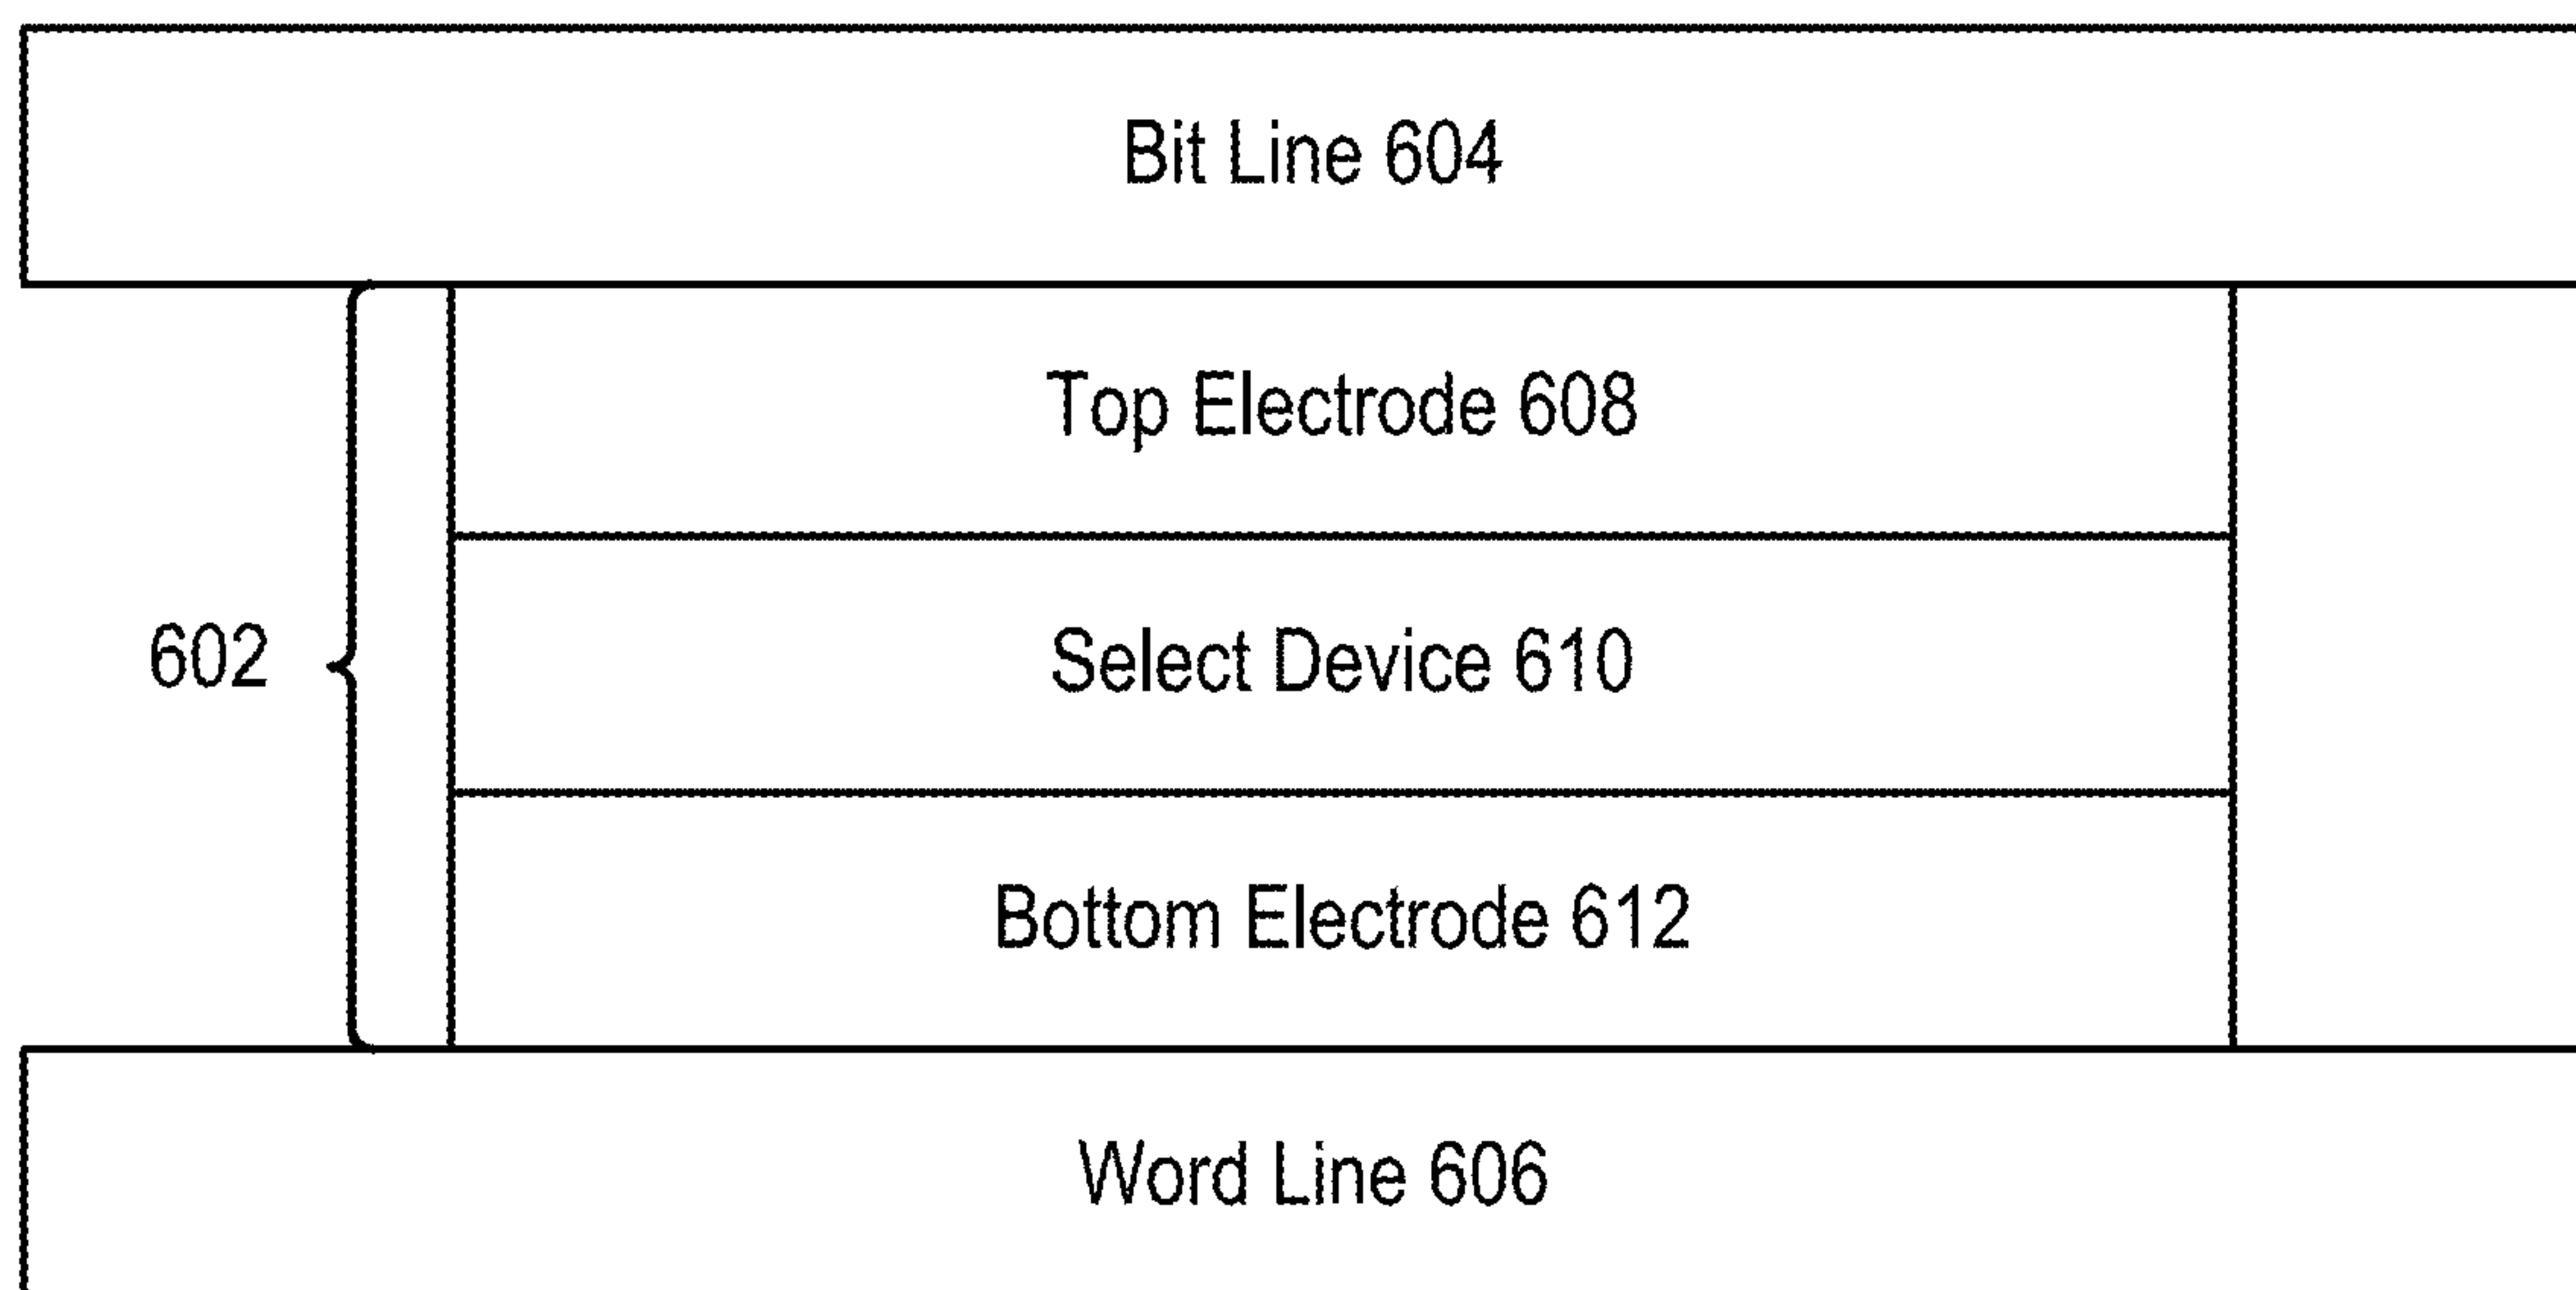 Bit Line 604
Top Electrode 608
602
Select Device 610
Bottom Electrode 612
Word Line 606